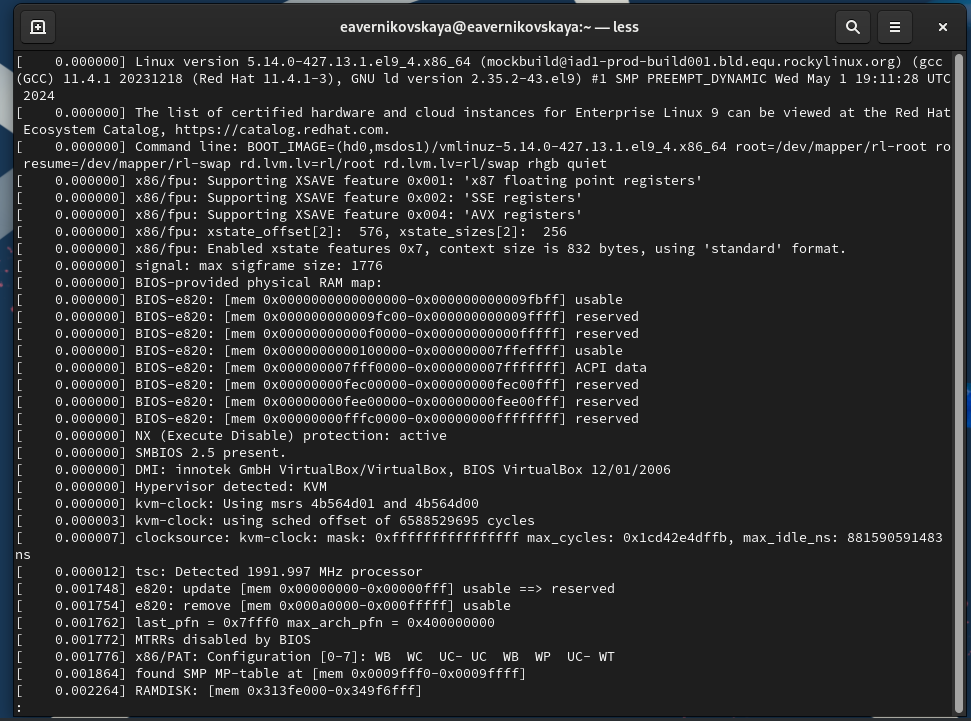 eavernikovskaya@eavernikovskaya:~ — less
[    0.000000] Linux version 5.14.0-427.13.1.el9_4.x86_64 (mockbuild@iad1-prod-build001.bld.equ.rockylinux.org) (gcc
(GCC) 11.4.1 20231218 (Red Hat 11.4.1-3), GNU ld version 2.35.2-43.el9) #1 SMP PREEMPT_DYNAMIC Wed May 1 19:11:28 UTC
 2024
[    0.000000] The list of certified hardware and cloud instances for Enterprise Linux 9 can be viewed at the Red Hat
 Ecosystem Catalog, https://catalog.redhat.com.
[    0.000000] Command line: BOOT_IMAGE=(hd0,msdos1)/vmlinuz-5.14.0-427.13.1.el9_4.x86_64 root=/dev/mapper/rl-root ro
 resume=/dev/mapper/rl-swap rd.lvm.lv=rl/root rd.lvm.lv=rl/swap rhgb quiet
[    0.000000] x86/fpu: Supporting XSAVE feature 0x001: 'x87 floating point registers'
[    0.000000] x86/fpu: Supporting XSAVE feature 0x002: 'SSE registers'
[    0.000000] x86/fpu: Supporting XSAVE feature 0x004: 'AVX registers'
[    0.000000] x86/fpu: xstate_offset[2]:  576, xstate_sizes[2]:  256
[    0.000000] x86/fpu: Enabled xstate features 0x7, context size is 832 bytes, using 'standard' format.
[    0.000000] signal: max sigframe size: 1776
[    0.000000] BIOS-provided physical RAM map:
[    0.000000] BIOS-e820: [mem 0x0000000000000000-0x000000000009fbff] usable
[    0.000000] BIOS-e820: [mem 0x000000000009fc00-0x000000000009ffff] reserved
[    0.000000] BIOS-e820: [mem 0x00000000000f0000-0x00000000000fffff] reserved
[    0.000000] BIOS-e820: [mem 0x0000000000100000-0x000000007ffeffff] usable
[    0.000000] BIOS-e820: [mem 0x000000007fff0000-0x000000007fffffff] ACPI data
[    0.000000] BIOS-e820: [mem 0x00000000fec00000-0x00000000fec00fff] reserved
[    0.000000] BIOS-e820: [mem 0x00000000fee00000-0x00000000fee00fff] reserved
[    0.000000] BIOS-e820: [mem 0x00000000fffc0000-0x00000000ffffffff] reserved
[    0.000000] NX (Execute Disable) protection: active
[    0.000000] SMBIOS 2.5 present.
[    0.000000] DMI: innotek GmbH VirtualBox/VirtualBox, BIOS VirtualBox 12/01/2006
[    0.000000] Hypervisor detected: KVM
[    0.000000] kvm-clock: Using msrs 4b564d01 and 4b564d00
[    0.000003] kvm-clock: using sched offset of 6588529695 cycles
[    0.000007] clocksource: kvm-clock: mask: 0xffffffffffffffff max_cycles: 0x1cd42e4dffb, max_idle_ns: 881590591483
ns
[    0.000012] tsc: Detected 1991.997 MHz processor
[    0.001748] e820: update [mem 0x00000000-0x00000fff] usable ==> reserved
[    0.001754] e820: remove [mem 0x000a0000-0x000fffff] usable
[    0.001762] last_pfn = 0x7fff0 max_arch_pfn = 0x400000000
[    0.001772] MTRRs disabled by BIOS
[    0.001776] x86/PAT: Configuration [0-7]: WB  WC  UC- UC  WB  WP  UC- WT
[    0.001864] found SMP MP-table at [mem 0x0009fff0-0x0009ffff]
[    0.002264] RAMDISK: [mem 0x313fe000-0x349f6fff]
: